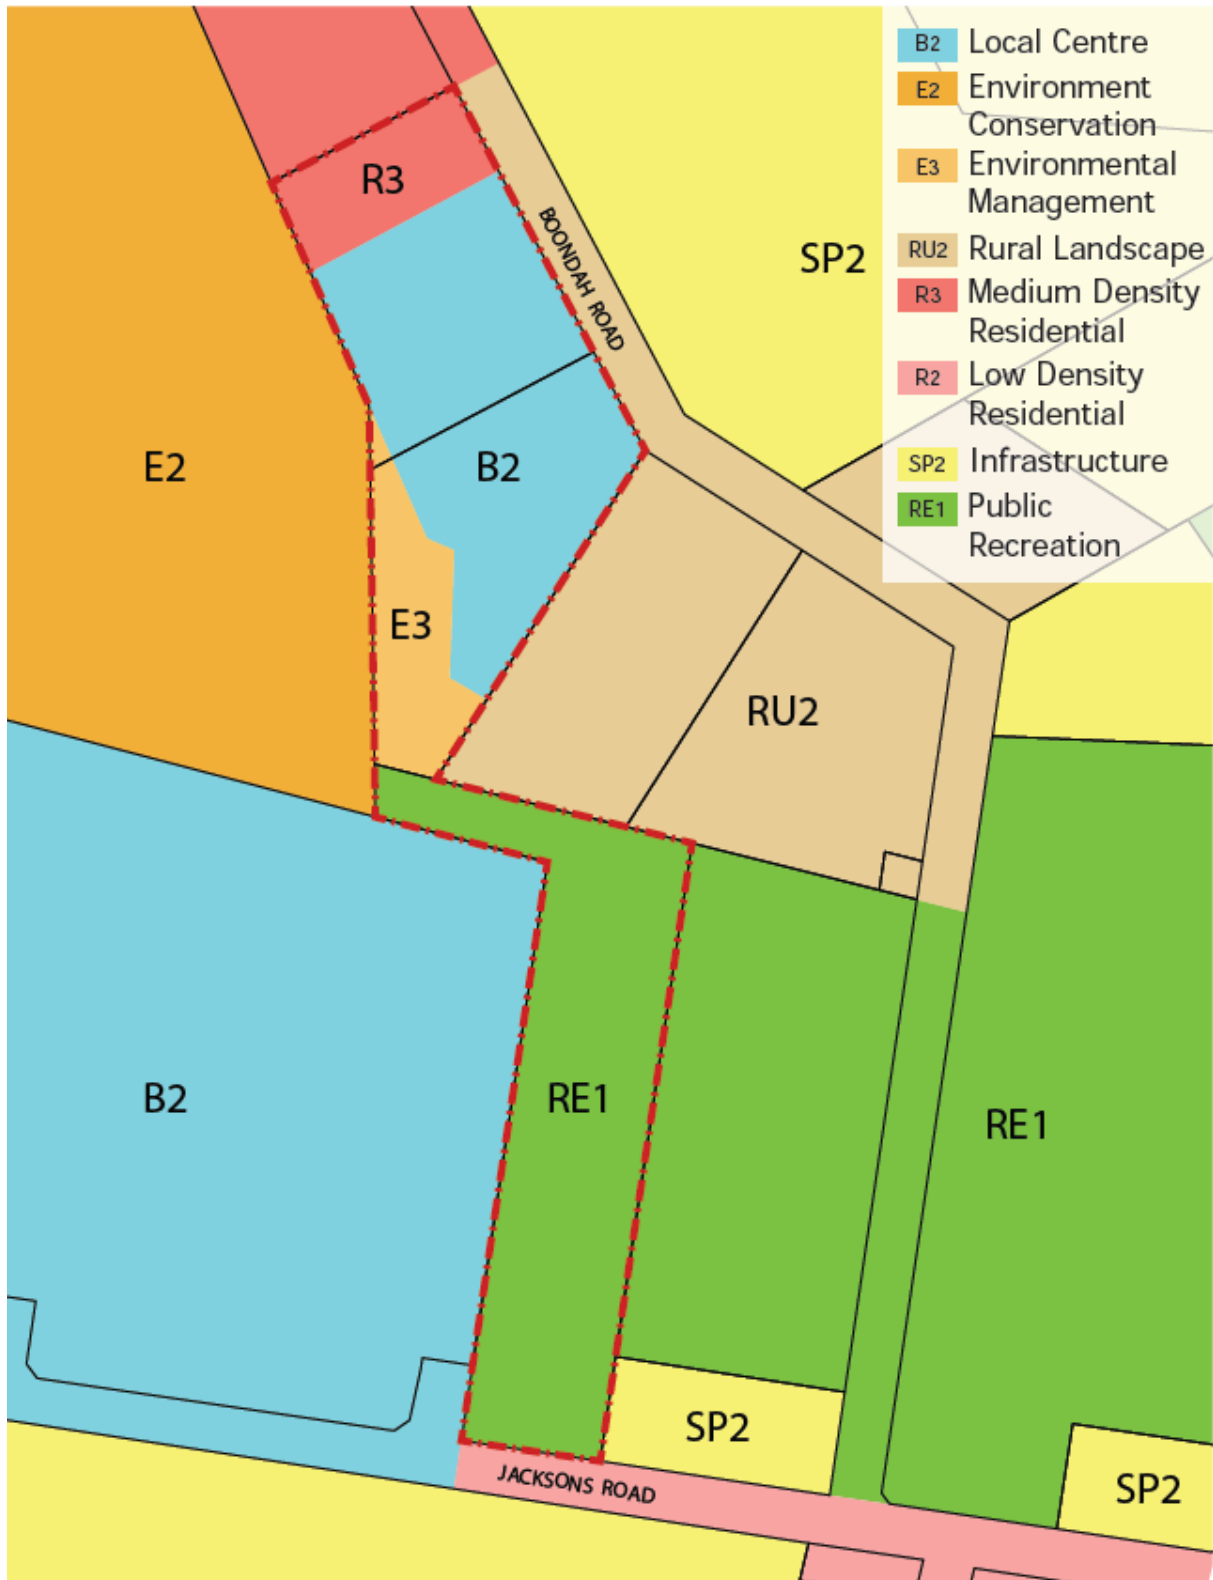 B2 Local Centre
E2 Environment
Conservation
E3 Environmental
Management
RU2 Rural Landscape
R3 Medium Density
Residential
R2 Low Density
Residential
SP2 Infrastructure
RE1 Public
Recreation
R3
BOONDAH ROAD
SP2
E2
B2
E3
RU2
B2
RE1
RE1
SP2
SP2
JACKSONS ROAD